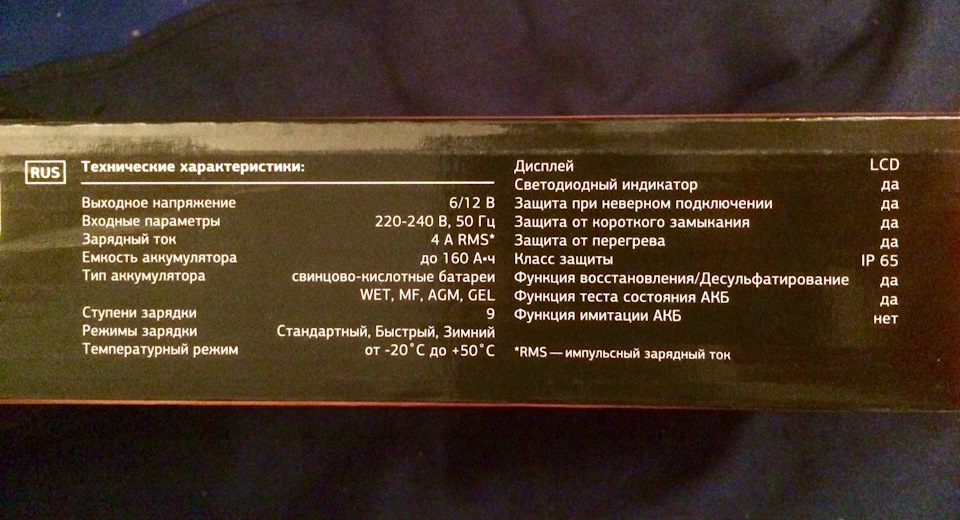 RUS
Технические характеристики:
Выходное напряжение 6/12 В
Входные параметры 220-240 В, 50 Гц
Зарядный ток 4 А RMS*
Емкость аккумулятора до 160 А•ч
Тип аккумулятора свинцово-кислотные батареи
WET, MF, AGM, GEL
Ступени зарядки 9
Режимы зарядки Стандартный, Быстрый, Зимний
Температурный режим от -20˚C до +50˚C
Дисплей LCD
Светодиодный индикатор да
Защита при неверном подключении да
Защита от короткого замыкания да
Защита от перегрева да
Класс защиты IP 65
Функция восстановления/Десульфатирование да
Функция теста состояния АКБ да
Функция имитации АКБ нет
*RMS — импульсный зарядный ток